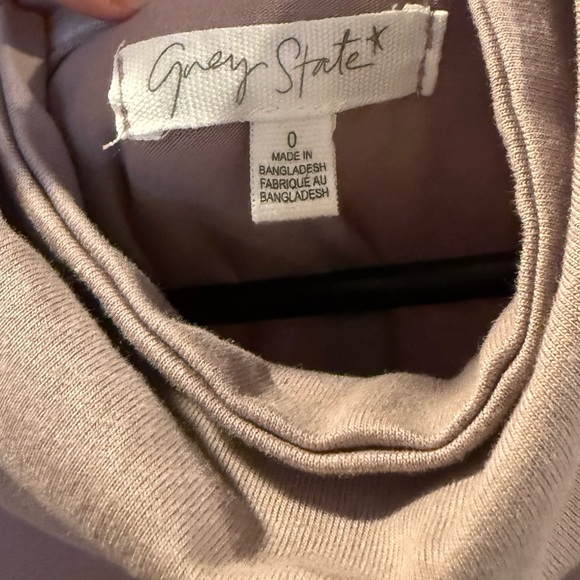 grey State*
0
MADE IN
BANGLADESH
FABRIQUÉ AU
BANGLADESH